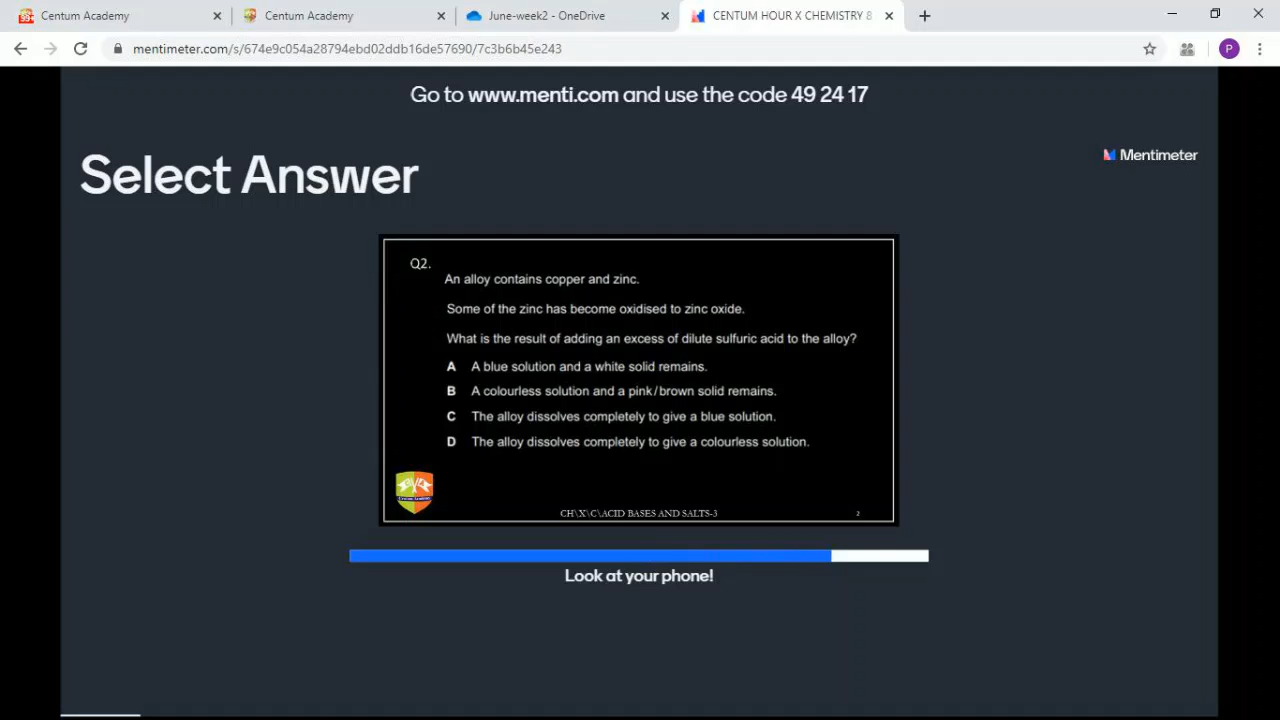 Centum Academy
Centum Academy
June-week2 - OneDrive
CENTUM HOUR X CHEMISTRY 8
mentimeter.com/s/674e9c054a28794ebd02ddb16de57690/7c3b6b45e243
P
Go to www.menti.com and use the code 49 24 17
Mentimeter
Select Answer
Q2.
An alloy contains copper and zinc.
Some of the zinc has become oxidised to zinc oxide.
What is the result of adding an excess of dilute sulfuric acid to the alloy?
A A blue solution and a white solid remains.
B A colourless solution and a pink/brown solid remains.
C The alloy dissolves completely to give a blue solution.
D The alloy dissolves completely to give a colourless solution.
Centum Academy
CH\X\C\ACID BASES AND SALTS-3
2
Look at your phone!